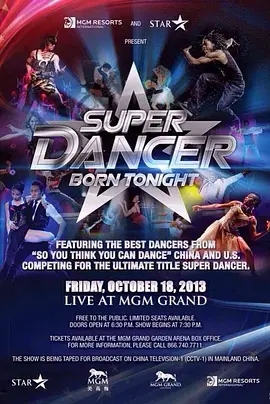 MGM RESORTS
INTERNATIONAL
AND
STAR
PRESENT
SUPER
DANCER
BORN TONIGHT
FEATURING THE BEST DANCERS FROM
"SO YOU THINK YOU CAN DANCE" CHINA AND U.S.
COMPETING FOR THE ULTIMATE TITLE SUPER DANCER.
FRIDAY, OCTOBER 18, 2013
LIVE AT MGM GRAND
FREE TO THE PUBLIC. LIMITED SEATS AVAILABLE.
DOORS OPEN AT 6:30 P.M. SHOW BEGINS AT 7:30 P.M.
TICKETS AVAILABLE AT THE MGM GRAND GARDEN ARENA BOX OFFICE.
FOR MORE INFORMATION, PLEASE CALL 866.740.7711
THE SHOW IS BEING TAPED FOR BROADCAST ON CHINA TELEVISION-1 (CCTV-1) IN MAINLAND CHINA.
STAR
MGM
美高梅
MGM GRAND
MGM RESORTS
INTERNATIONAL